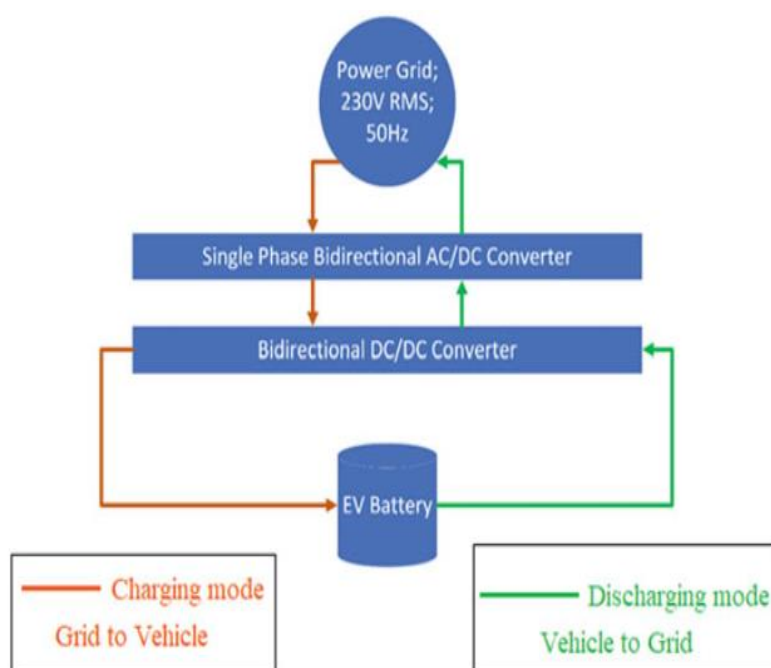 Power Grid;
230V RMS;
50Hz
Single Phase Bidirectional AC/DC Converter
Bidirectional DC/DC Converter
EV Battery
Charging mode
Grid to Vehicle
Discharging mode
Vehicle to Grid